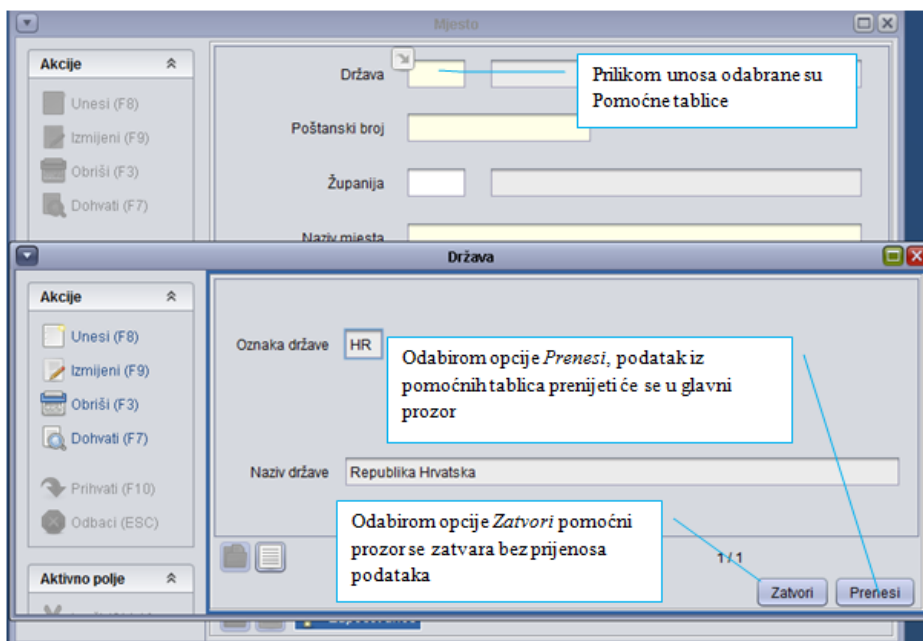 Mjesto
Akcije
Unesi (F8)
Izmijeni (F9)
Obriši (F3)
Dohvati (F7)
Država
Prilikom unosa odabrane su
Pomoćne tablice
Poštanski broj
Županija
Naziv mjesta
Država
Akcije
Unesi (F8)
Izmijeni (F9)
Obriši (F3)
Dohvati (F7)
Prihvati (F10)
Odbaci (ESC)
Aktivno polje
Oznaka države HR
Odabirom opcije Prenesi, podatak iz
pomoćnih tablica prenijeti će se u glavni
prozor
Naziv države Republika Hrvatska
Odabirom opcije Zatvori pomoćni
prozor se zatvara bez prijenosa
podataka
1 / 1
Zatvori Prenesi